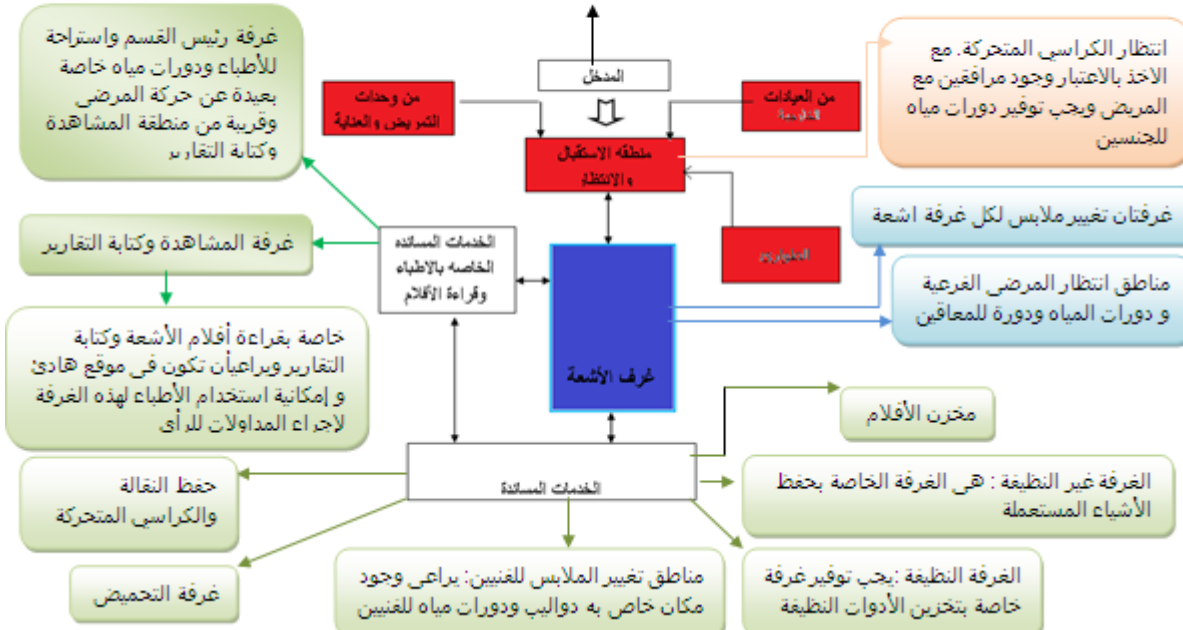 غرفة رئيس القسم واستراحة
للأطباء ودورات مياه خاصة
بعيدة عن حركة المرضى
وقريبة من منطقة المشاهدة
وكتابة التقارير
المدخل
من وحدات
التمريض والعناية
من العيادات
منطقه الاستقبال
والانتظار
انتظار الكراسي المتحركة. مع
الاخذ بالاعتبار وجود مرافقين مع
المريض ويجب توفير دورات مياه
للجنسين
غرفتان تغيير ملابس لكل غرفة اشعة
مناطق انتظار المرضى الفرعية
و دورات المياه ودورة للمعاقين
الخدمات المسانده
الخاصه بالاطباء
وقراءة الأفلام
غرفة المشاهدة وكتابة التقارير
خاصة بقراءة أفلام الأشعة وكتابة
التقارير ويراعيأن تكون في موقع هادئ
و إمكانية استخدام الأطباء لهذه الغرفة
لإجراء المداولات للرأى
غرف الأشعة
مخزن الأفلام
الخدمات المساندة
حفظ النقالة
والكراسي المتحركة
غرفة التحميض
الغرفة غير النظيفة : هى الغرفة الخاصة بحفظ
الأشياء المستعملة
مناطق تغيير الملابس للفنيين: يراعى وجود
مكان خاص به دواليب ودورات مياه للفنيين
الغرفة النظيفة :يجب توفير غرفة
خاصة بتخزين الأدوات النظيفة